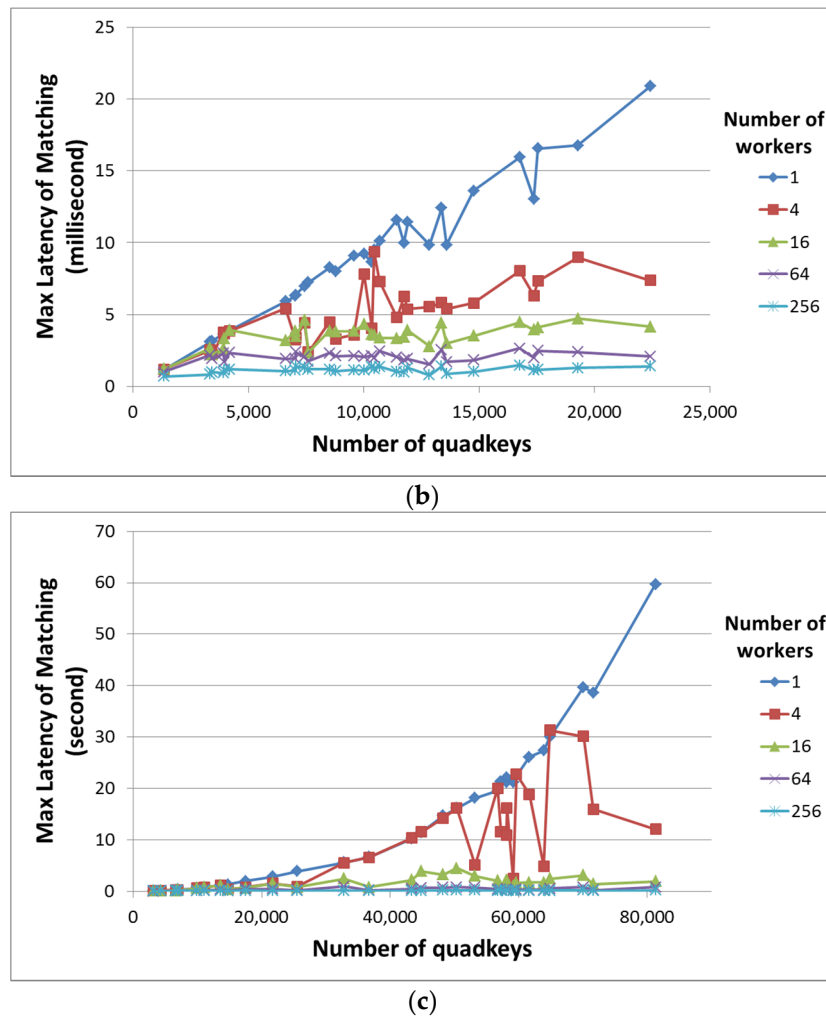 25
20
15
10
5
0
Max Latency of Matching
(millisecond)
0 5,000 10,000 15,000 20,000 25,000
Number of quadkeys
Number of
workers
1
4
16
64
256
(b)
70
60
50
40
30
20
10
0
Max Latency of Matching
(second)
0 20,000 40,000 60,000 80,000
Number of quadkeys
Number of
workers
1
4
16
64
256
(c)